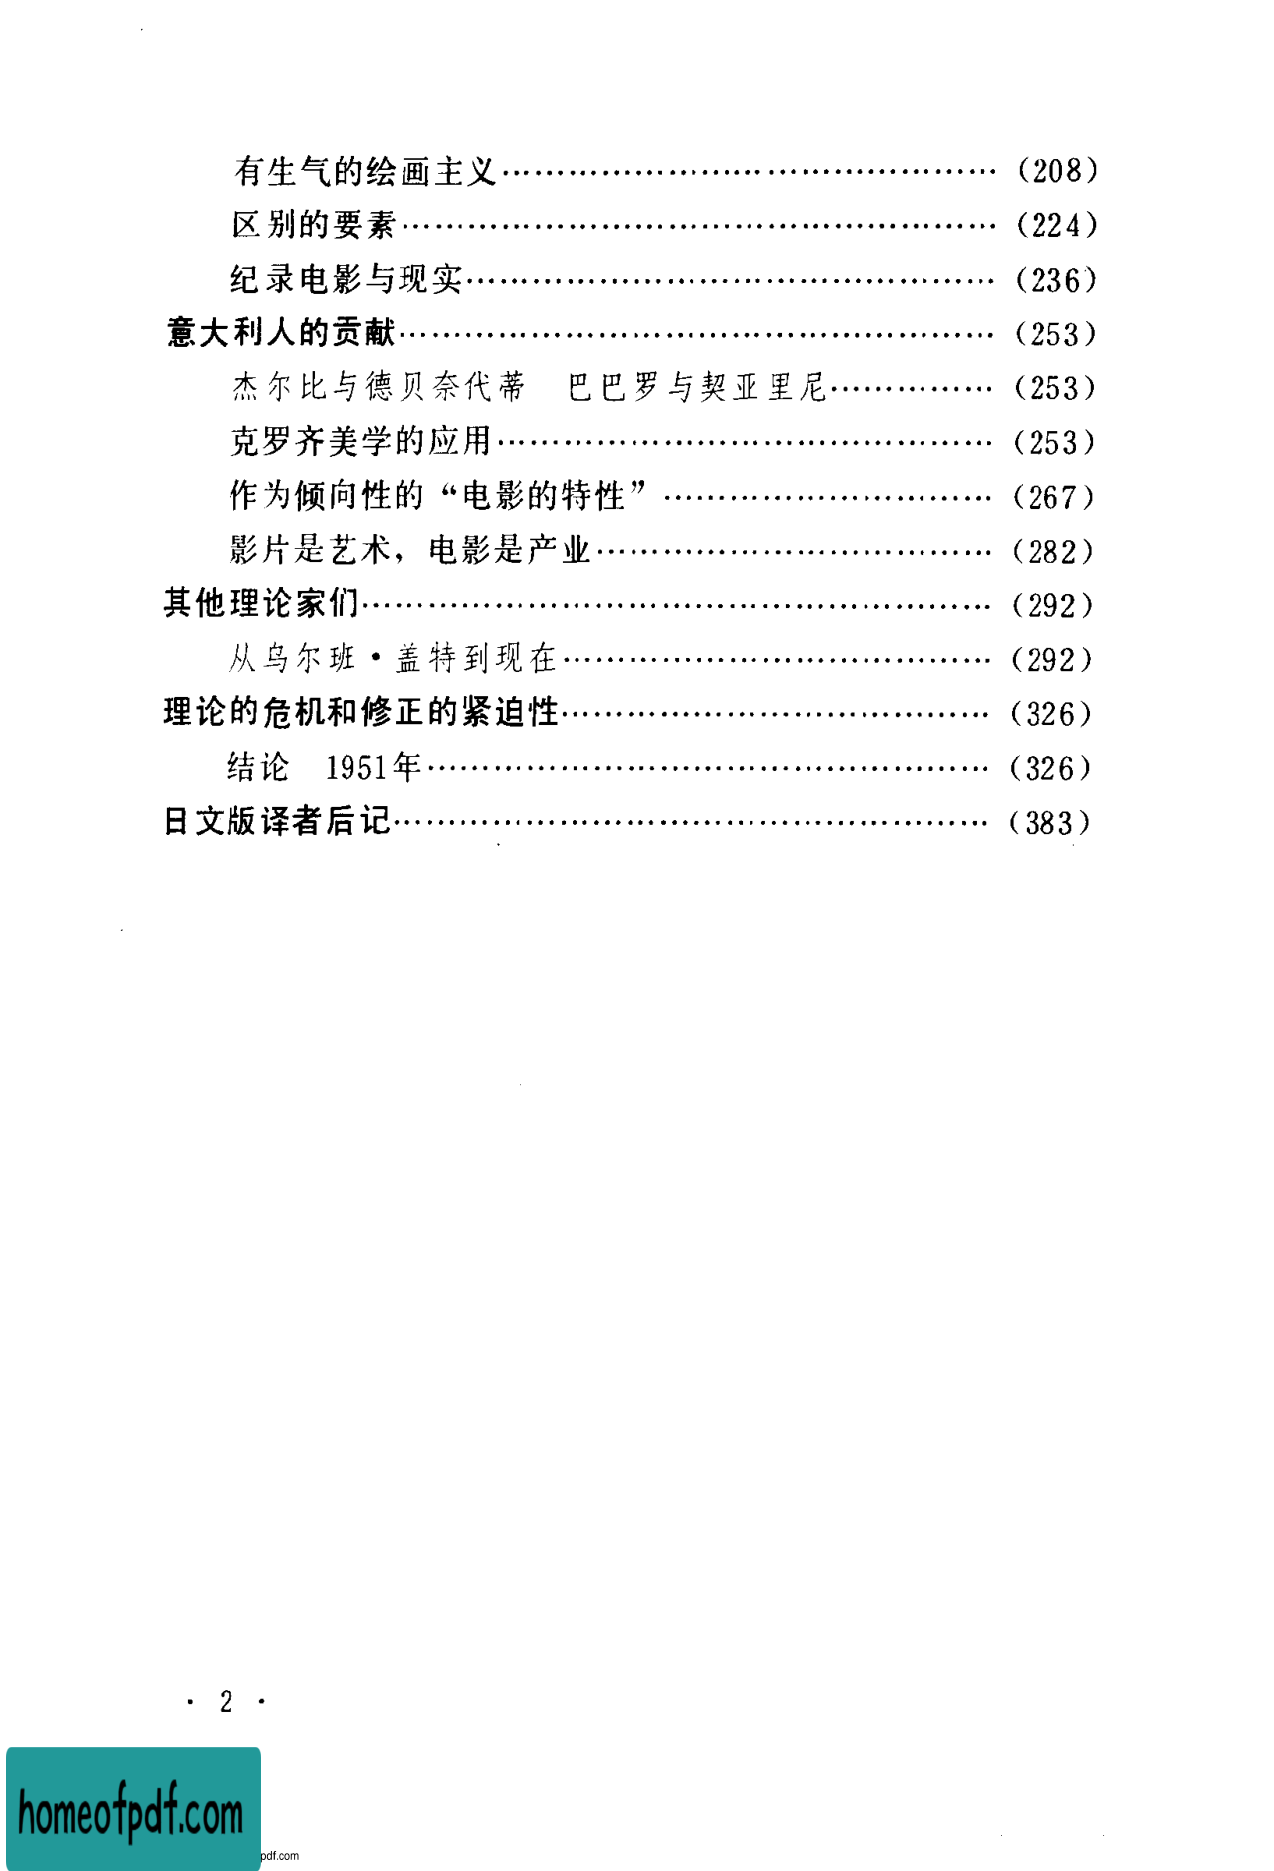 有生气的绘画主义…………………………………………(208)
区别的要素…………………………………………………(224)
纪录电影与现实……………………………………………(236)
意大利人的贡献……………………………………………(253)
杰尔比与德贝奈代蒂　巴巴罗与契亚里尼……………(253)
克罗齐美学的应用…………………………………………(253)
作为倾向性的“电影的特性”……………………………(267)
影片是艺术，电影是产业…………………………………(282)
其他理论家们………………………………………………(292)
从乌尔班·盖特到现在……………………………………(292)
理论的危机和修正的紧迫性………………………………(326)
结论　1951年………………………………………………(326)
日文版译者后记……………………………………………(383)
· 2 ·
homeofpdf.com
pdf.com